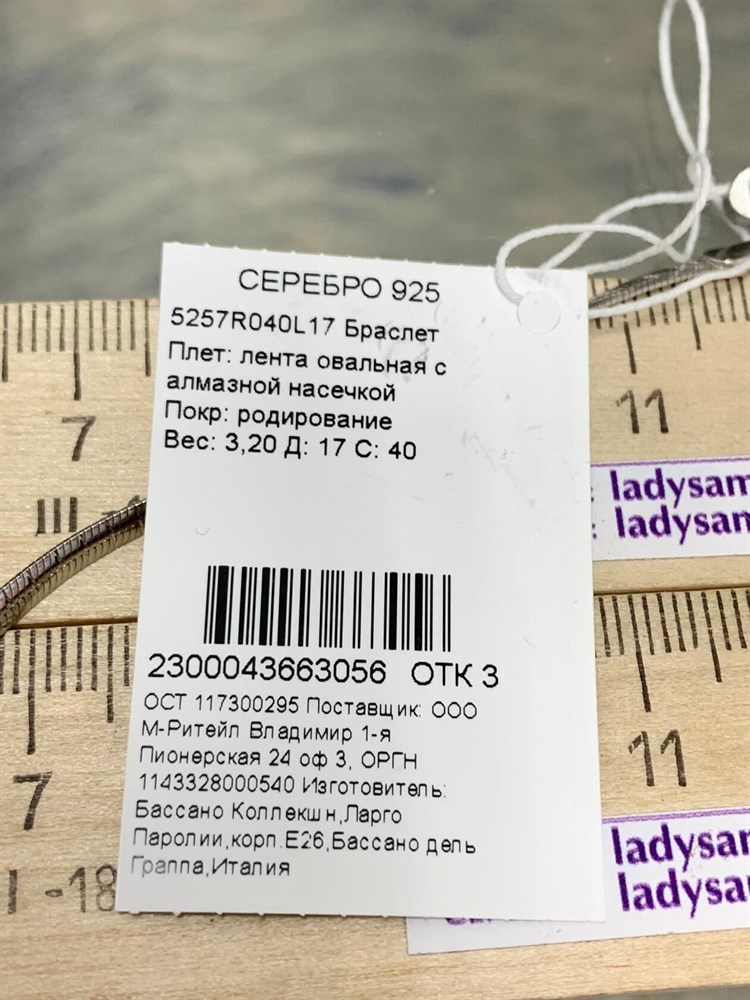 СЕРЕБРО 925
5257R040L17 Браслет
Плет: лента овальная с
алмазной насечкой
Покр: родирование
Вес: 3,20 Д: 17 С: 40
7
11
ladysam
ladysam
2300043663056 ОТК 3
ОСТ 117300295 Поставщик: ООО
М-Ритейл Владимир 1-я
Пионерская 24 оф 3, ОРГН
1143328000540 Изготовитель:
Бассано Коллекшн,Ларго
Паролии,корп.Е26,Бассано дель
Граппа,Италия
7
11
-18
ladysam
ladysa